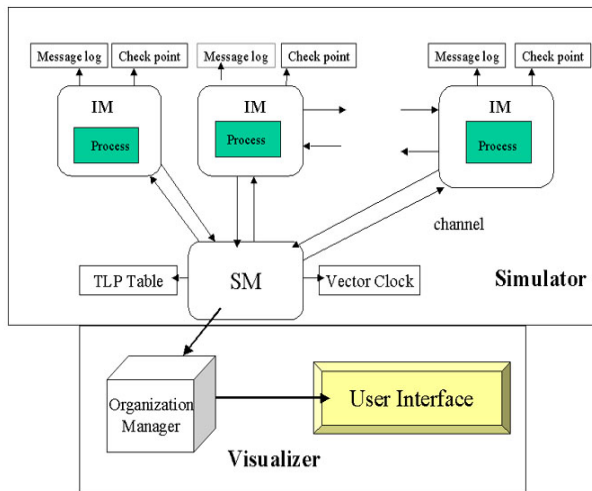 Message log
Check point
Message log
Check point
Message log
Check point
IM
IM
IM
Process
Process
Process
channel
TLP Table
SM
Vector Clock
Simulator
Organization
Manager
User Interface
Visualizer